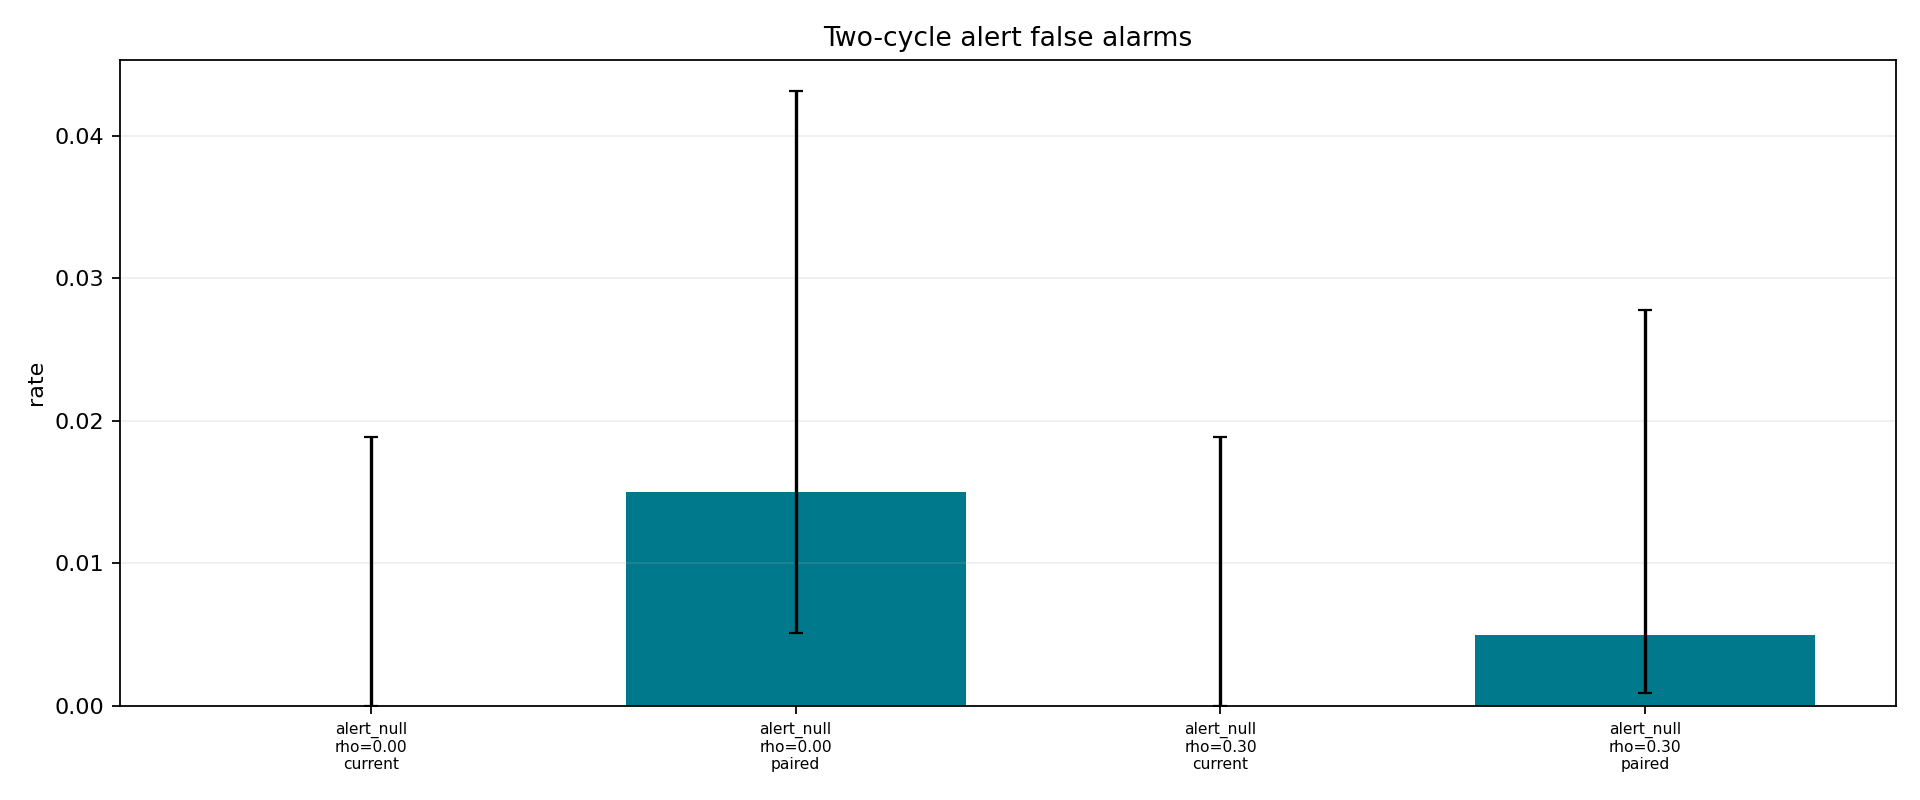 Two-cycle alert false alarms
rate
0.04
0.03
0.02
0.01
0.00
alert_null
rho=0.00
current
alert_null
rho=0.00
paired
alert_null
rho=0.30
current
alert_null
rho=0.30
paired